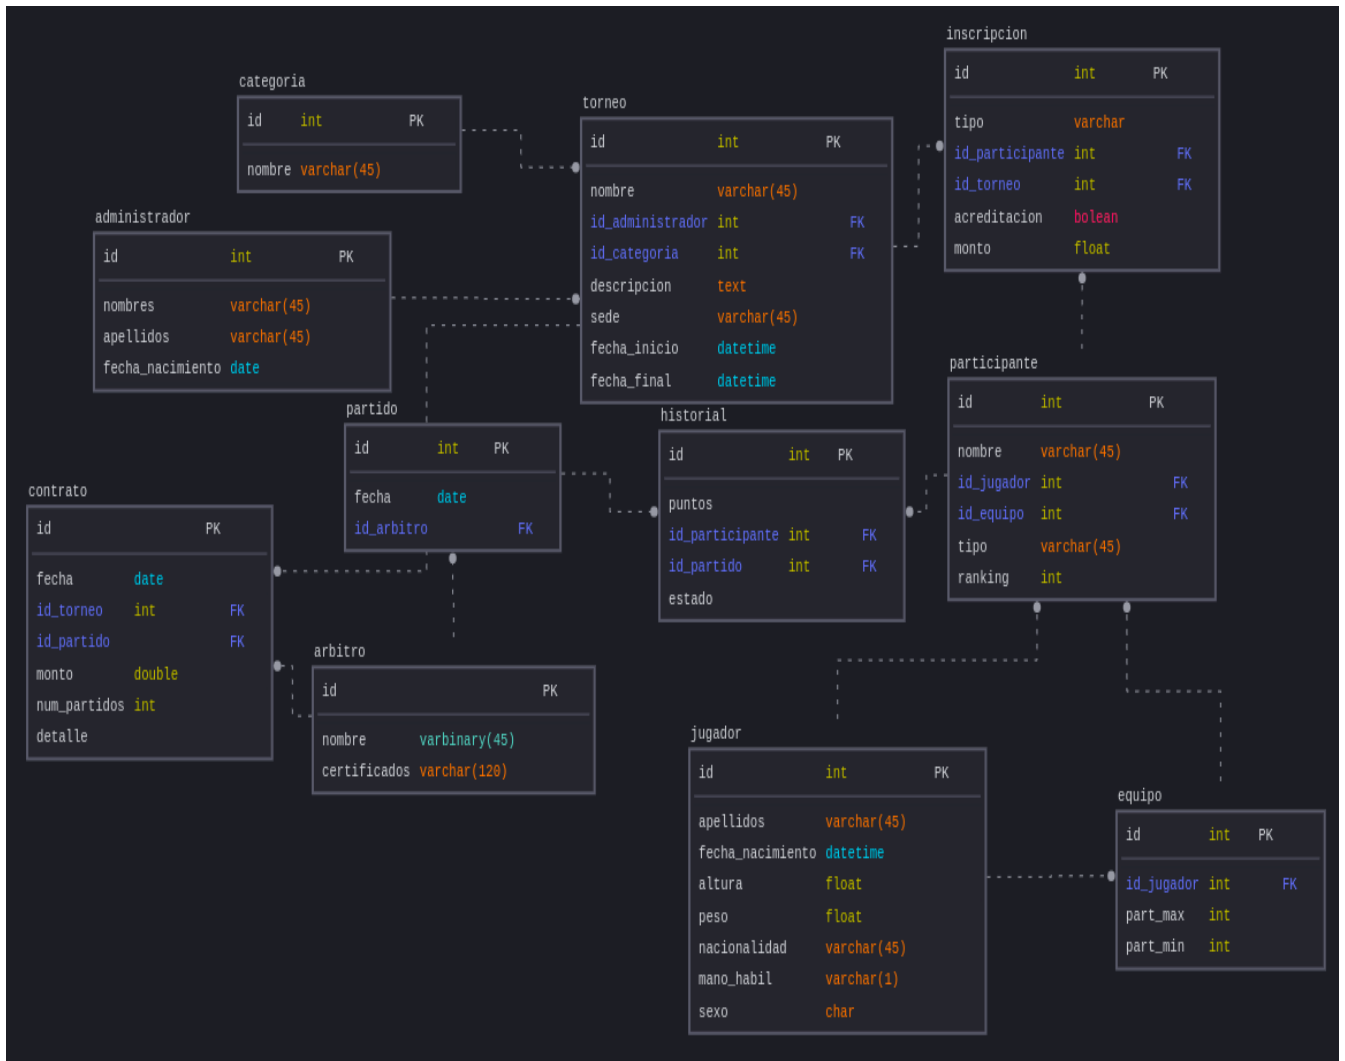 categoria
id int PK
nombre varchar(45)
administrador
id int PK
nombres varchar(45)
apellidos varchar(45)
fecha_nacimiento date
torneo
id int PK
nombre varchar(45)
id_administrador int FK
id_categoria int FK
descripcion text
sede varchar(45)
fecha_inicio datetime
fecha_final datetime
inscripcion
id int PK
tipo varchar
id_participante int FK
id_torneo int FK
acreditacion bolean
monto float
partido
id int PK
fecha date
id_arbitro FK
historial
id int PK
puntos
id_participante int FK
id_partido int FK
estado
participante
id int PK
nombre varchar(45)
id_jugador int FK
id_equipo int FK
tipo varchar(45)
ranking int
contrato
id PK
fecha date
id_torneo int FK
id_partido FK
monto double
num_partidos int
detalle
arbitro
id PK
nombre varbinary(45)
certificados varchar(120)
jugador
id int PK
apellidos varchar(45)
fecha_nacimiento datetime
altura float
peso float
nacionalidad varchar(45)
mano_habil varchar(1)
sexo char
equipo
id int PK
id_jugador int FK
part_max int
part_min int